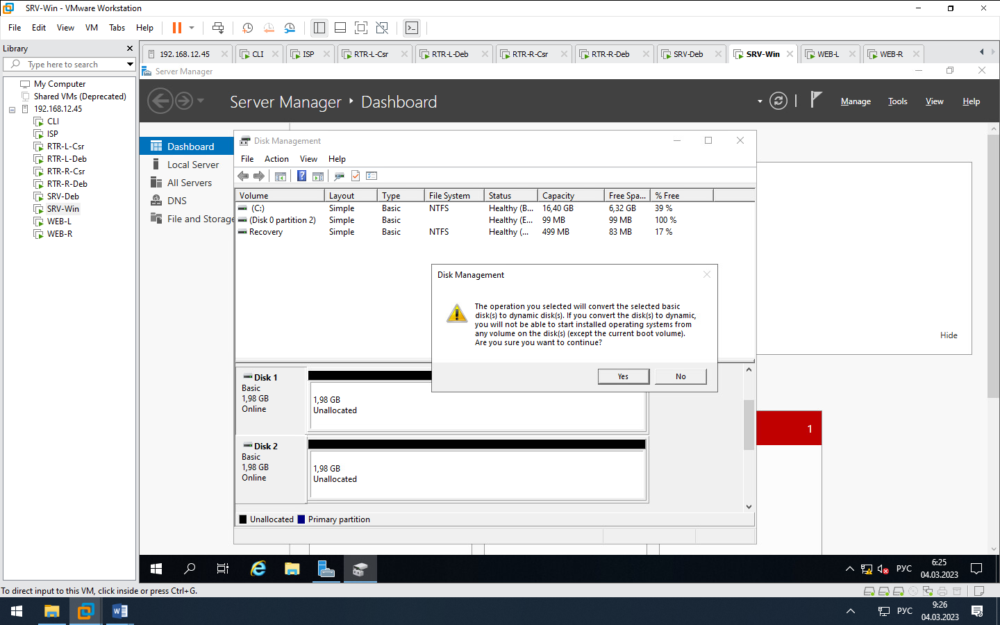 SRV-Win - VMware Workstation
File Edit View VM Tabs Help
Library
Type here to search
My Computer
Shared VMs (Deprecated)
192.168.12.45
CLI
ISP
RTR-L-Csr
RTR-L-Deb
RTR-R-Csr
RTR-R-Deb
SRV-Deb
SRV-Win
WEB-L
WEB-R
192.168.12.45 CLI ISP RTR-L-Csr RTR-L-Deb RTR-R-Csr RTR-R-Deb SRV-Deb SRV-Win WEB-L WEB-R
Server Manager
Server Manager Dashboard
Manage Tools View Help
Dashboard
Local Server
All Servers
DNS
File and Storage
Disk Management
File Action View Help
Volume Layout Type File System Status Capacity Free Spa... % Free
(C:) Simple Basic NTFS Healthy (B... 16,40 GB 6,32 GB 39 %
(Disk 0 partition 2) Simple Basic Healthy (E... 99 MB 99 MB 100 %
Recovery Simple Basic NTFS Healthy (... 499 MB 83 MB 17 %
Disk Management
The operation you selected will convert the selected basic
disk(s) to dynamic disk(s). If you convert the disk(s) to dynamic,
you will not be able to start installed operating systems from
any volume on the disk(s) (except the current boot volume).
Are you sure you want to continue?
Yes No
Hide
Disk 1
Basic
1,98 GB
Online
1,98 GB
Unallocated
Disk 2
Basic
1,98 GB
Online
1,98 GB
Unallocated
1
Unallocated Primary partition
РУС
6:25
04.03.2023
To direct input to this VM, click inside or press Ctrl+G.
РУС
9:26
04.03.2023